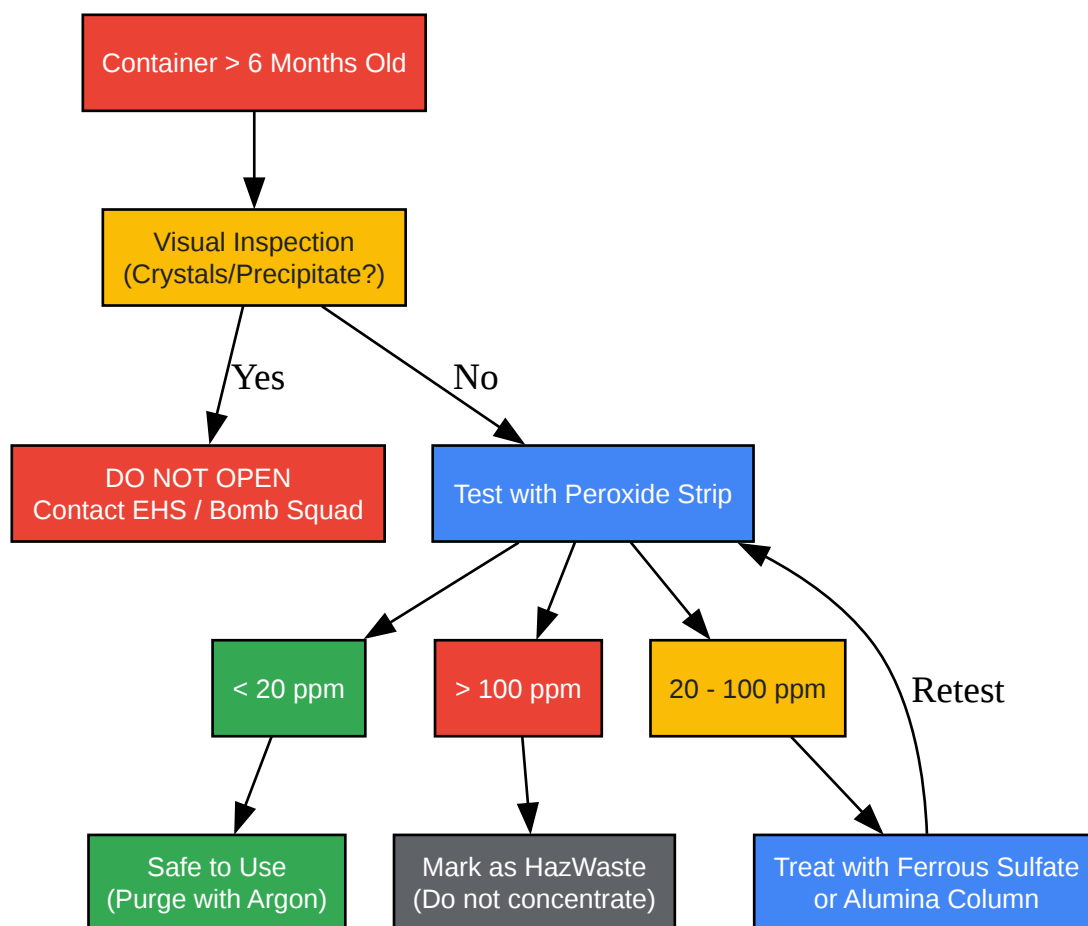 Container > 6 Months Old
Visual Inspection
(Crystals/Precipitate?)
Yes
No
DO NOT OPEN
Contact EHS / Bomb Squad
Test with Peroxide Strip
< 20 ppm
> 100 ppm
20 - 100 ppm
Retest
Safe to Use
(Purge with Argon)
Mark as HazWaste
(Do not concentrate)
Treat with Ferrous Sulfate
or Alumina Column